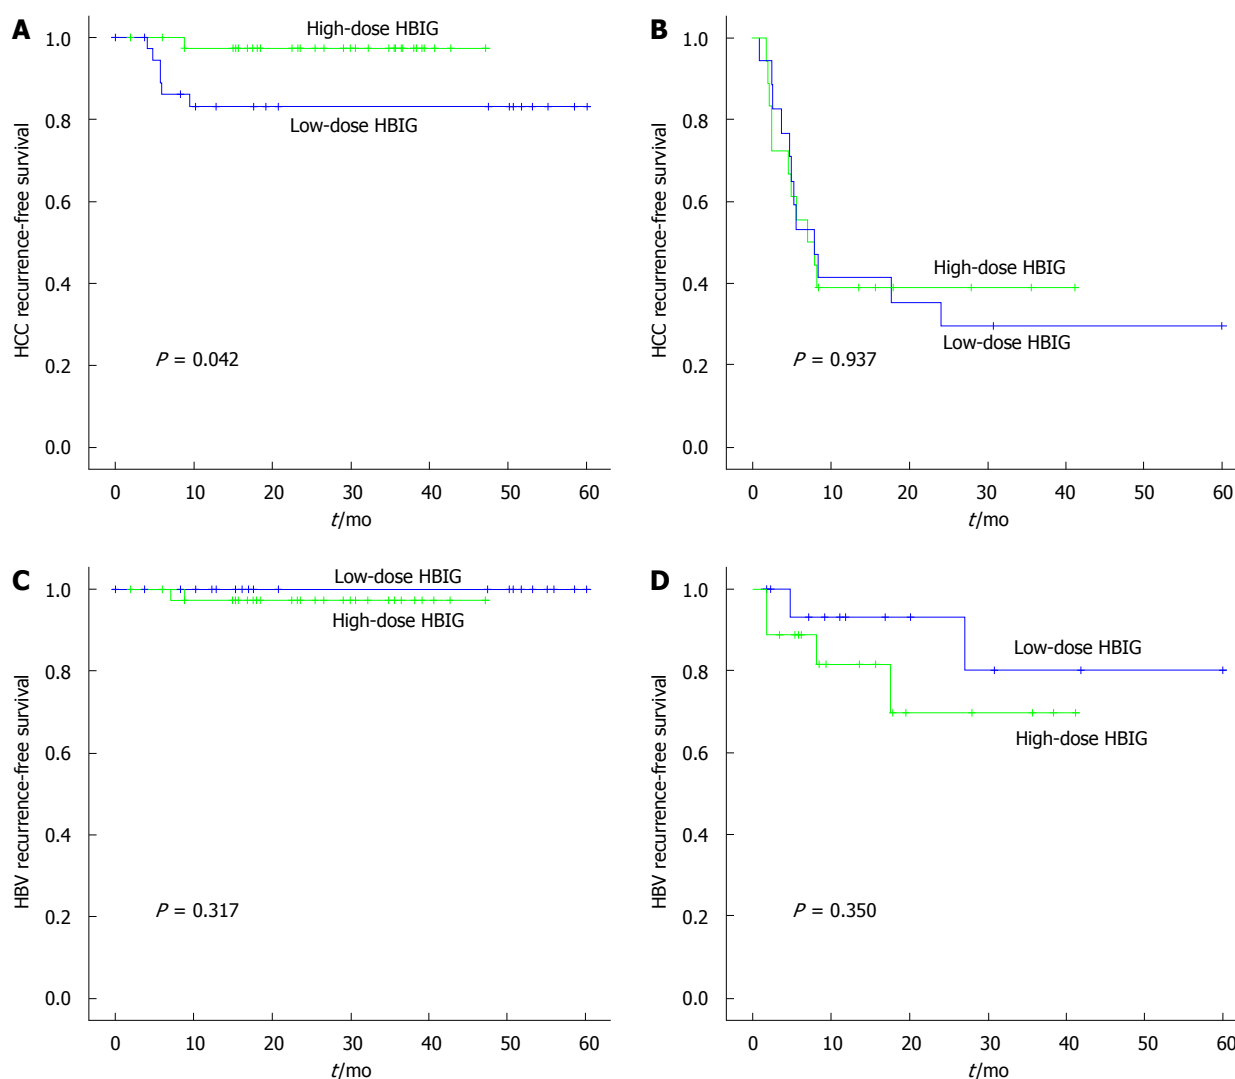 A
HCC recurrence-free survival
1.0
0.8
0.6
0.4
0.2
0.0
High-dose HBIG
Low-dose HBIG
P = 0.042
0 10 20 30 40 50 60
t/mo
B
HCC recurrence-free survival
1.0
0.8
0.6
0.4
0.2
0.0
High-dose HBIG
Low-dose HBIG
P = 0.937
0 10 20 30 40 50 60
t/mo
C
HBV recurrence-free survival
1.0
0.8
0.6
0.4
0.2
0.0
Low-dose HBIG
High-dose HBIG
P = 0.317
0 10 20 30 40 50 60
t/mo
D
HBV recurrence-free survival
1.0
0.8
0.6
0.4
0.2
0.0
Low-dose HBIG
High-dose HBIG
P = 0.350
0 10 20 30 40 50 60
t/mo